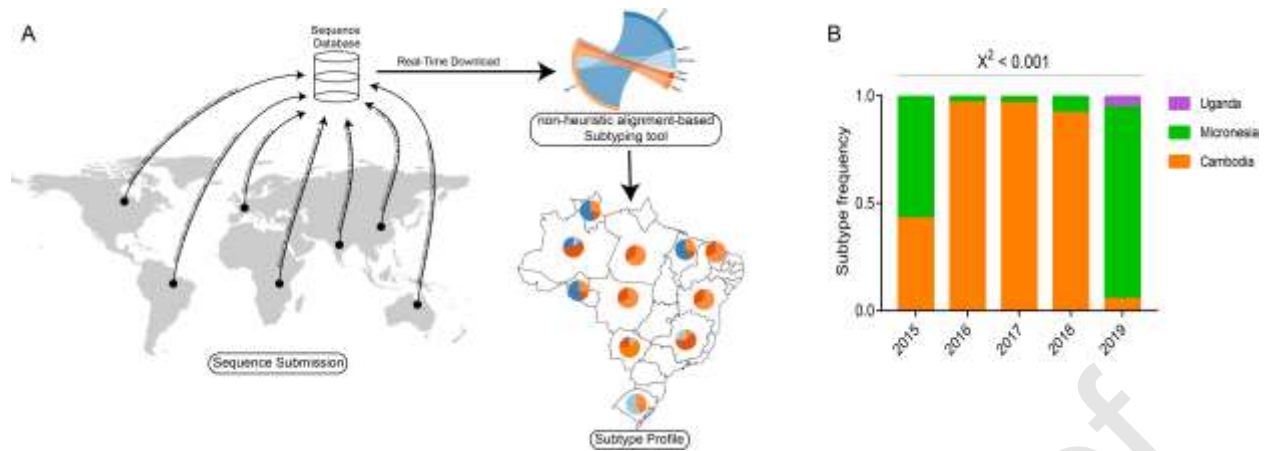 A
Sequence
Database
Real-Time Download
non-heuristic alignment-based
Subtyping tool
Sequence Submission
Subtype Profile
B
X² < 0.001
Subtype frequency
1.0
0.5
0.0
2015
2016
2017
2018
2019
Uganda
Micronesia
Cambodia
of